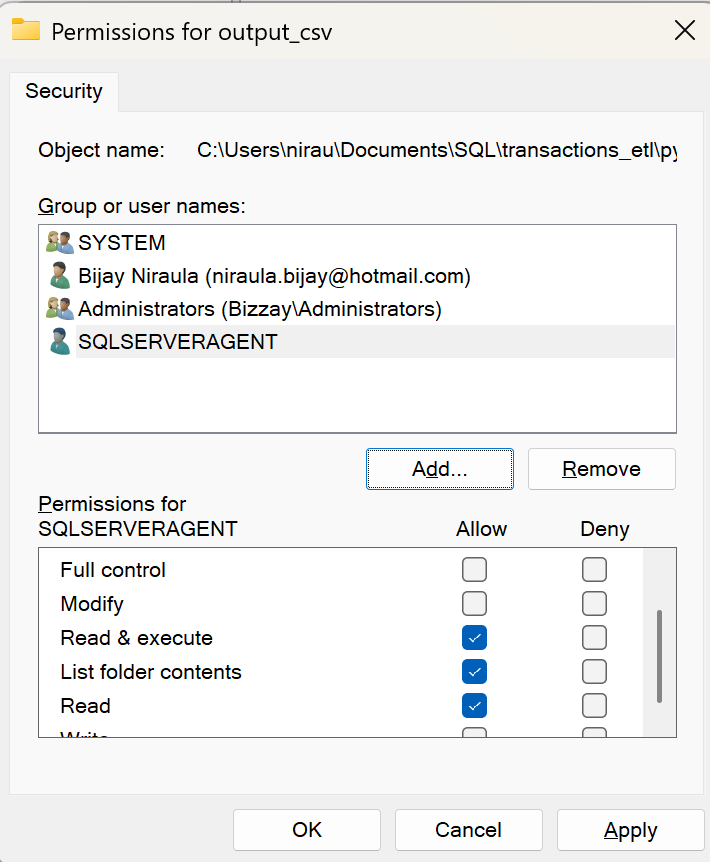 Permissions for output_csv
Security
Object name: C:\Users\nirau\Documents\SQL\transactions_etl\py
Group or user names:
SYSTEM
Bijay Niraula (niraula.bijay@hotmail.com)
Administrators (Bizzay\Administrators)
SQLSERVERAGENT
Add... Remove
Permissions for
SQLSERVERAGENT Allow Deny
Full control
Modify
Read & execute
List folder contents
Read
Write
OK Cancel Apply